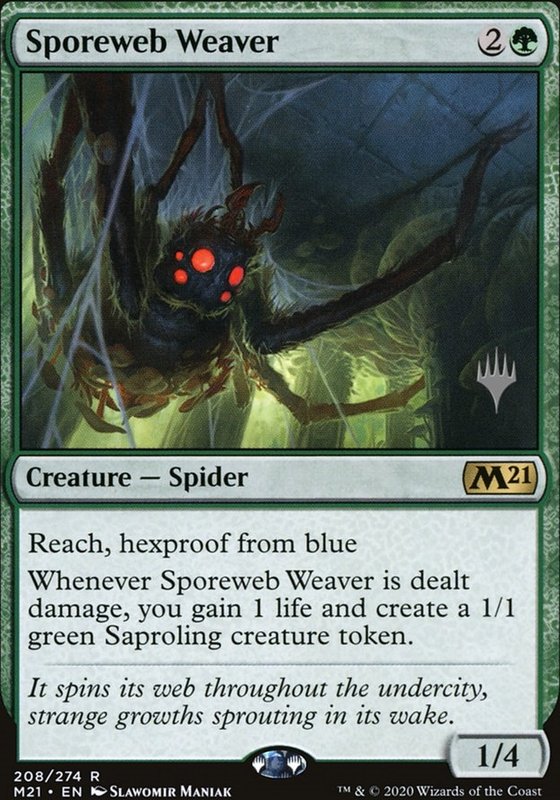 Sporeweb Weaver 2
Creature — Spider M21
Reach, hexproof from blue
Whenever Sporeweb Weaver is dealt
damage, you gain 1 life and create a 1/1
green Saproling creature token.
It spins its web throughout the undercity,
strange growths sprouting in its wake.
1/4
208/274 R
M21 • EN Slawomir Maniak ™ & © 2020 Wizards of the Coast